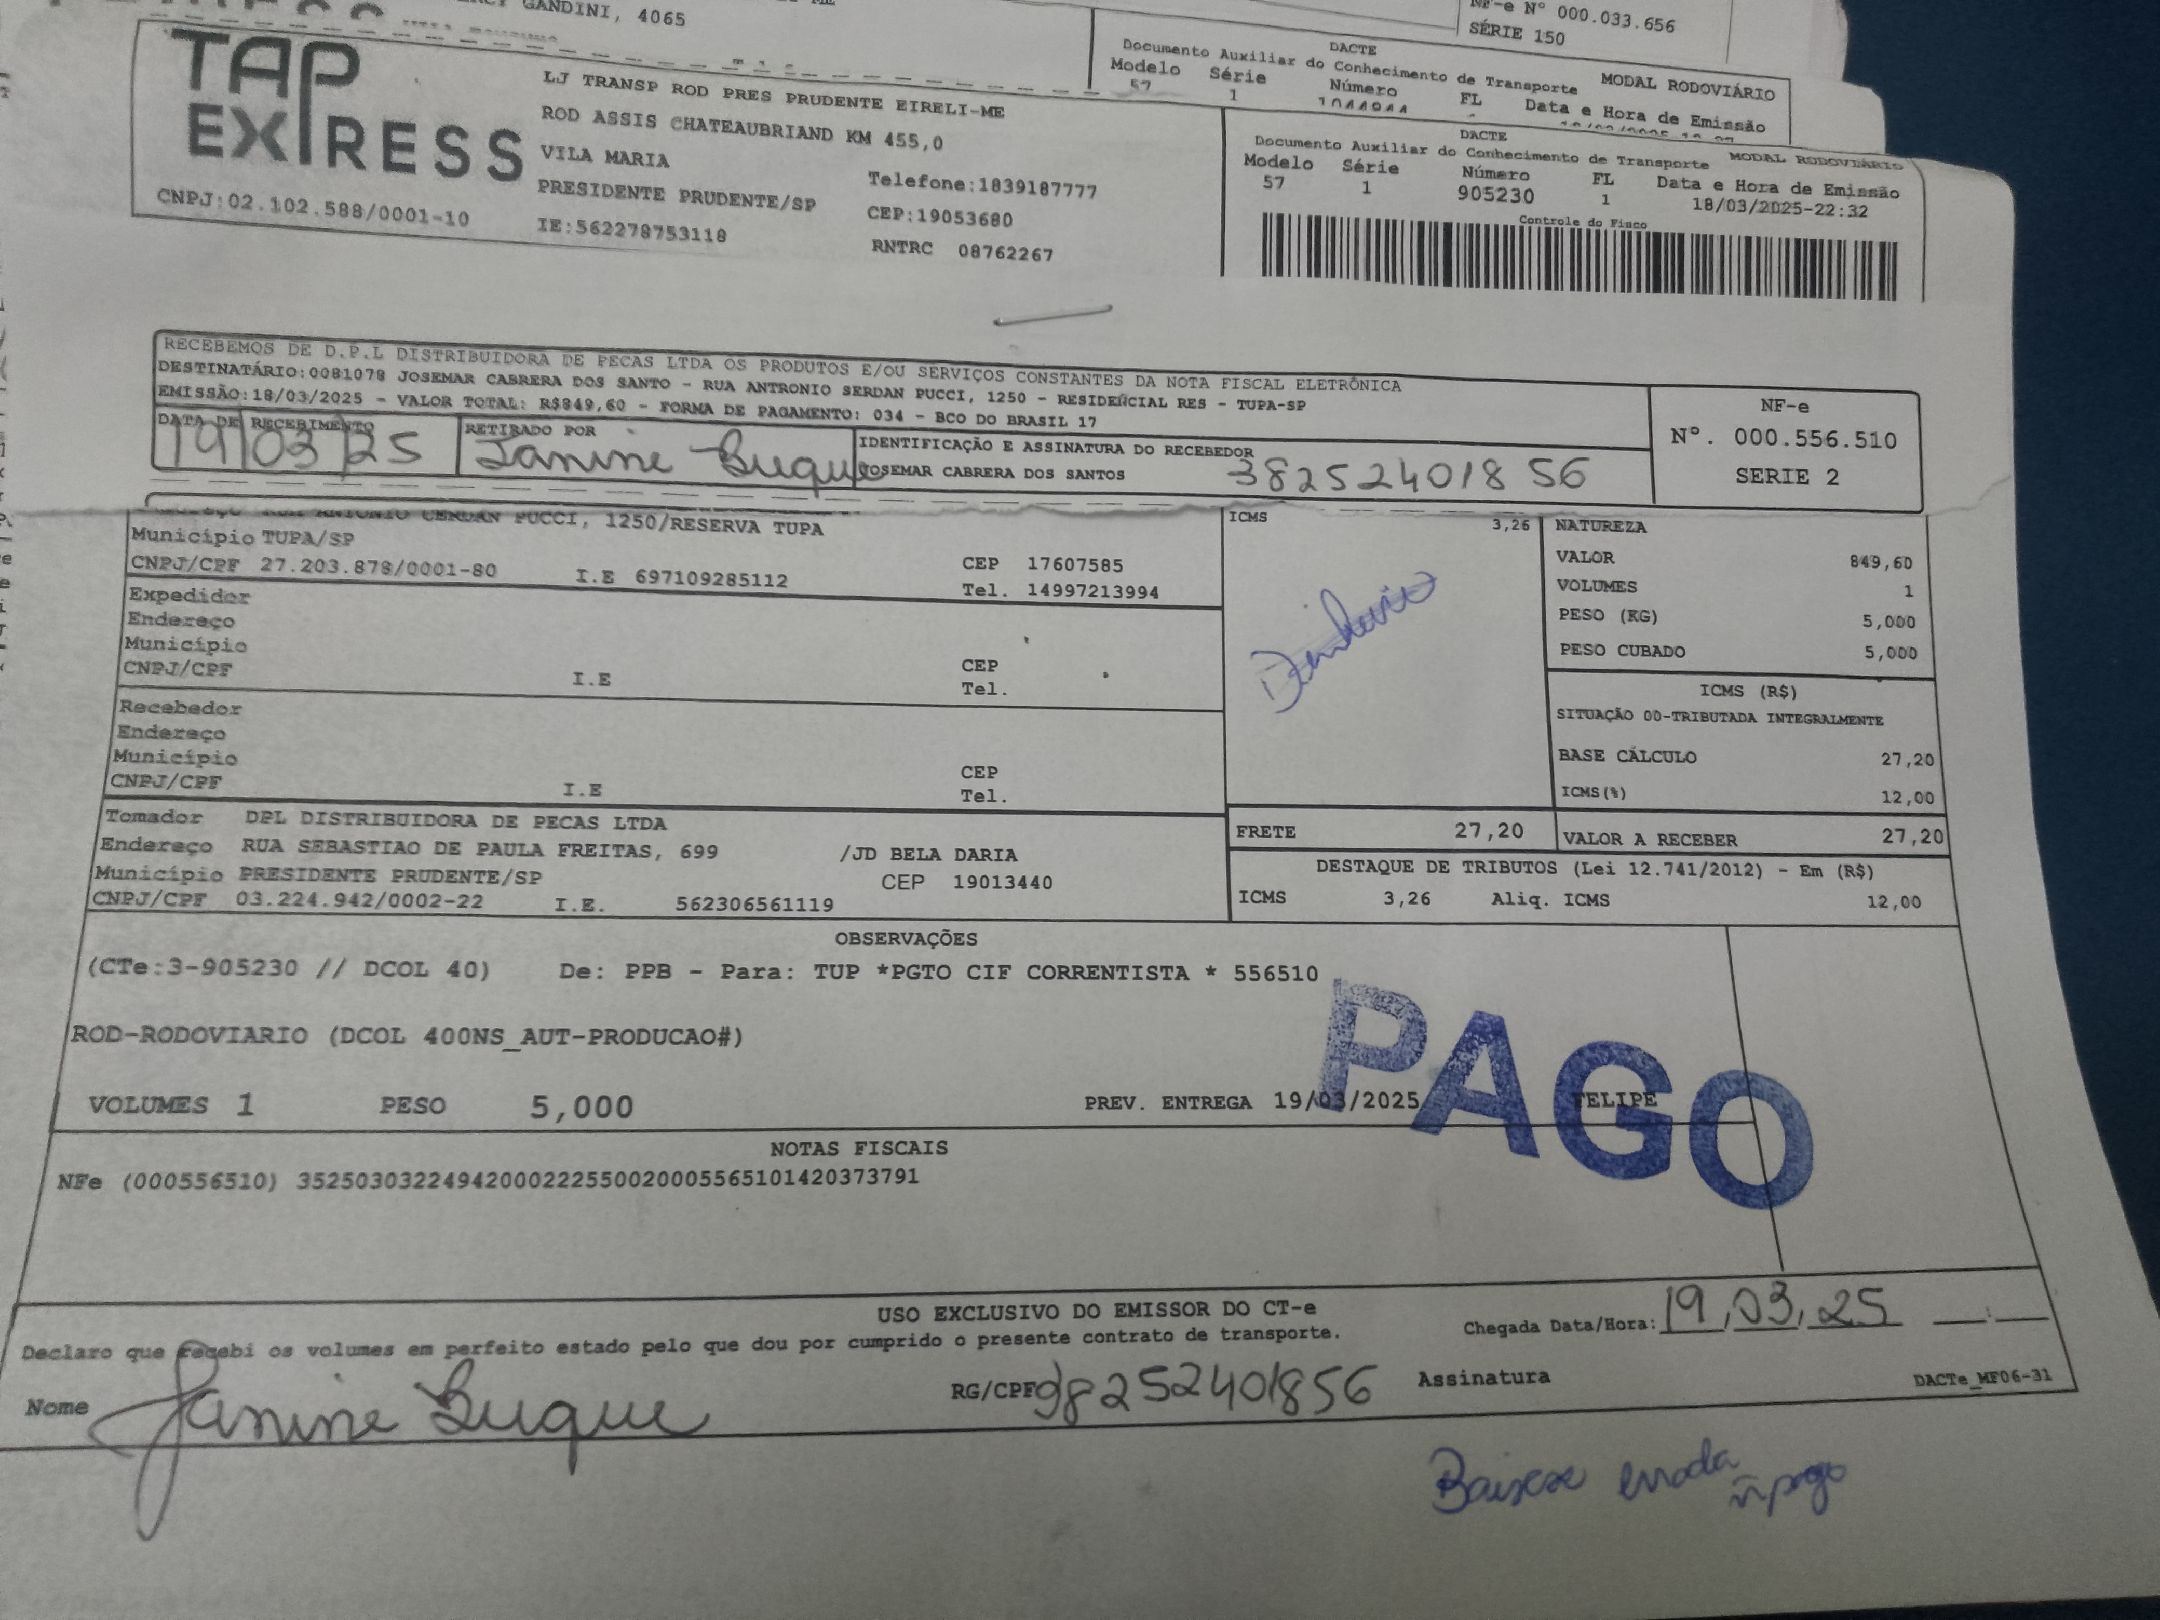 GANDINI, 4065
NF-e Nº 000.033.656
SÉRIE 150
DACTE
Documento Auxiliar do Conhecimento de Transporte MODAL RODOVIÁRIO
Modelo Série Número FL Data e Hora de Emissão
57 1
TAP
EXPRESS
CNPJ:02.102.588/0001-10
LJ TRANSP ROD PRES PRUDENTE EIRELI-ME
ROD ASSIS CHATEAUBRIAND KM 455,0
VILA MARIA
PRESIDENTE PRUDENTE/SP
IE:562278753118
Telefone:1839187777
CEP:19053680
RNTRC 08762267
DACTE
Documento Auxiliar do Conhecimento de Transporte MODAL RODOVIÁRIO
Modelo Série Número FL Data e Hora de Emissão
57 1 905230 1 18/03/2025-22:32
Controle do Fisco
RECEBEMOS DE D.P.L DISTRIBUIDORA DE PECAS LTDA OS PRODUTOS E/OU SERVIÇOS CONSTANTES DA NOTA FISCAL ELETRÔNICA
DESTINATÁRIO:0081078 JOSEMAR CABRERA DOS SANTO - RUA ANTRONIO SERDAN PUCCI, 1250 - RESIDENCIAL RES - TUPA-SP
EMISSÃO:18/03/2025 - VALOR TOTAL: R$849,60 - FORMA DE PAGAMENTO: 034 - BCO DO BRASIL 17
DATA DE RECEBIMENTO RETIRADO POR IDENTIFICAÇÃO E ASSINATURA DO RECEBEDOR
19/03/25 Janine Buque JOSEMAR CABRERA DOS SANTOS 38252401856
NF-e
Nº. 000.556.510
SERIE 2
PUCCI, 1250/RESERVA TUPA
Município TUPA/SP
CNPJ/CPF 27.203.878/0001-80 I.E 697109285112
CEP 17607585
Tel. 14997213994
Expedidor
Endereço
Município
CNPJ/CPF I.E
CEP
Tel.
Recebedor
Endereço
Município
CNPJ/CPF I.E
CEP
Tel.
ICMS 3,26
Dinheiro
NATUREZA
VALOR 849,60
VOLUMES 1
PESO (KG) 5,000
PESO CUBADO 5,000
ICMS (R$)
SITUAÇÃO 00-TRIBUTADA INTEGRALMENTE
BASE CÁLCULO 27,20
ICMS(%) 12,00
Tomador DPL DISTRIBUIDORA DE PECAS LTDA
Endereço RUA SEBASTIAO DE PAULA FREITAS, 699 /JD BELA DARIA
Município PRESIDENTE PRUDENTE/SP CEP 19013440
CNPJ/CPF 03.224.942/0002-22 I.E. 562306561119
FRETE 27,20 VALOR A RECEBER 27,20
DESTAQUE DE TRIBUTOS (Lei 12.741/2012) - Em (R$)
ICMS 3,26 Aliq. ICMS 12,00
OBSERVAÇÕES
(CTe:3-905230 // DCOL 40) De: PPB - Para: TUP *PGTO CIF CORRENTISTA * 556510
ROD-RODOVIARIO (DCOL 400NS_AUT-PRODUCAO#)
PAGO
VOLUMES 1 PESO 5,000 PREV. ENTREGA 19/03/2025 FELIPE
NOTAS FISCAIS
NFe (000556510) 35250303224942000222550020005565101420373791
USO EXCLUSIVO DO EMISSOR DO CT-e
Declaro que recebi os volumes em perfeito estado pelo que dou por cumprido o presente contrato de transporte.
Chegada Data/Hora: 19,03,25 __:__
Nome Janine Buque RG/CPF 38252401856 Assinatura
DACTe_MF06-31
errada
ñ pago